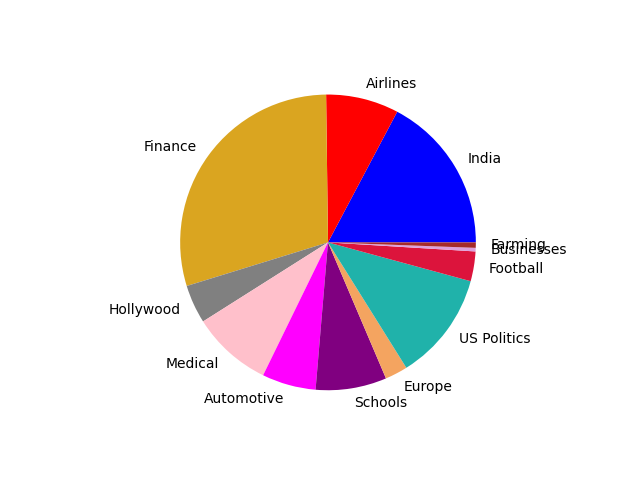 Airlines
Finance
India
Farming
Businesses
Football
Hollywood
US Politics
Medical
Europe
Automotive
Schools